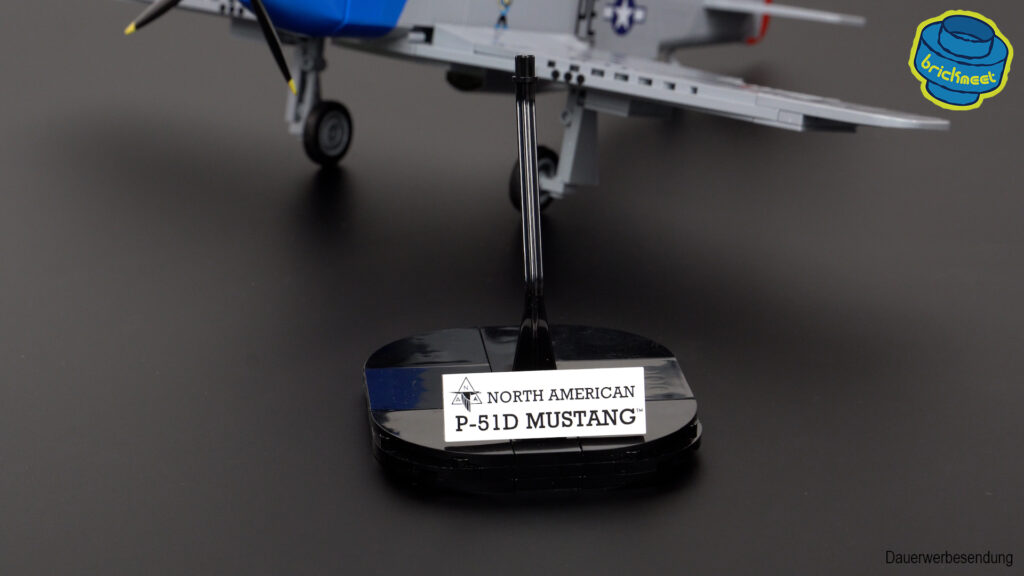 brickmeet
N
A A
NORTH AMERICAN
P-51D MUSTANG™
Dauerwerbesendung